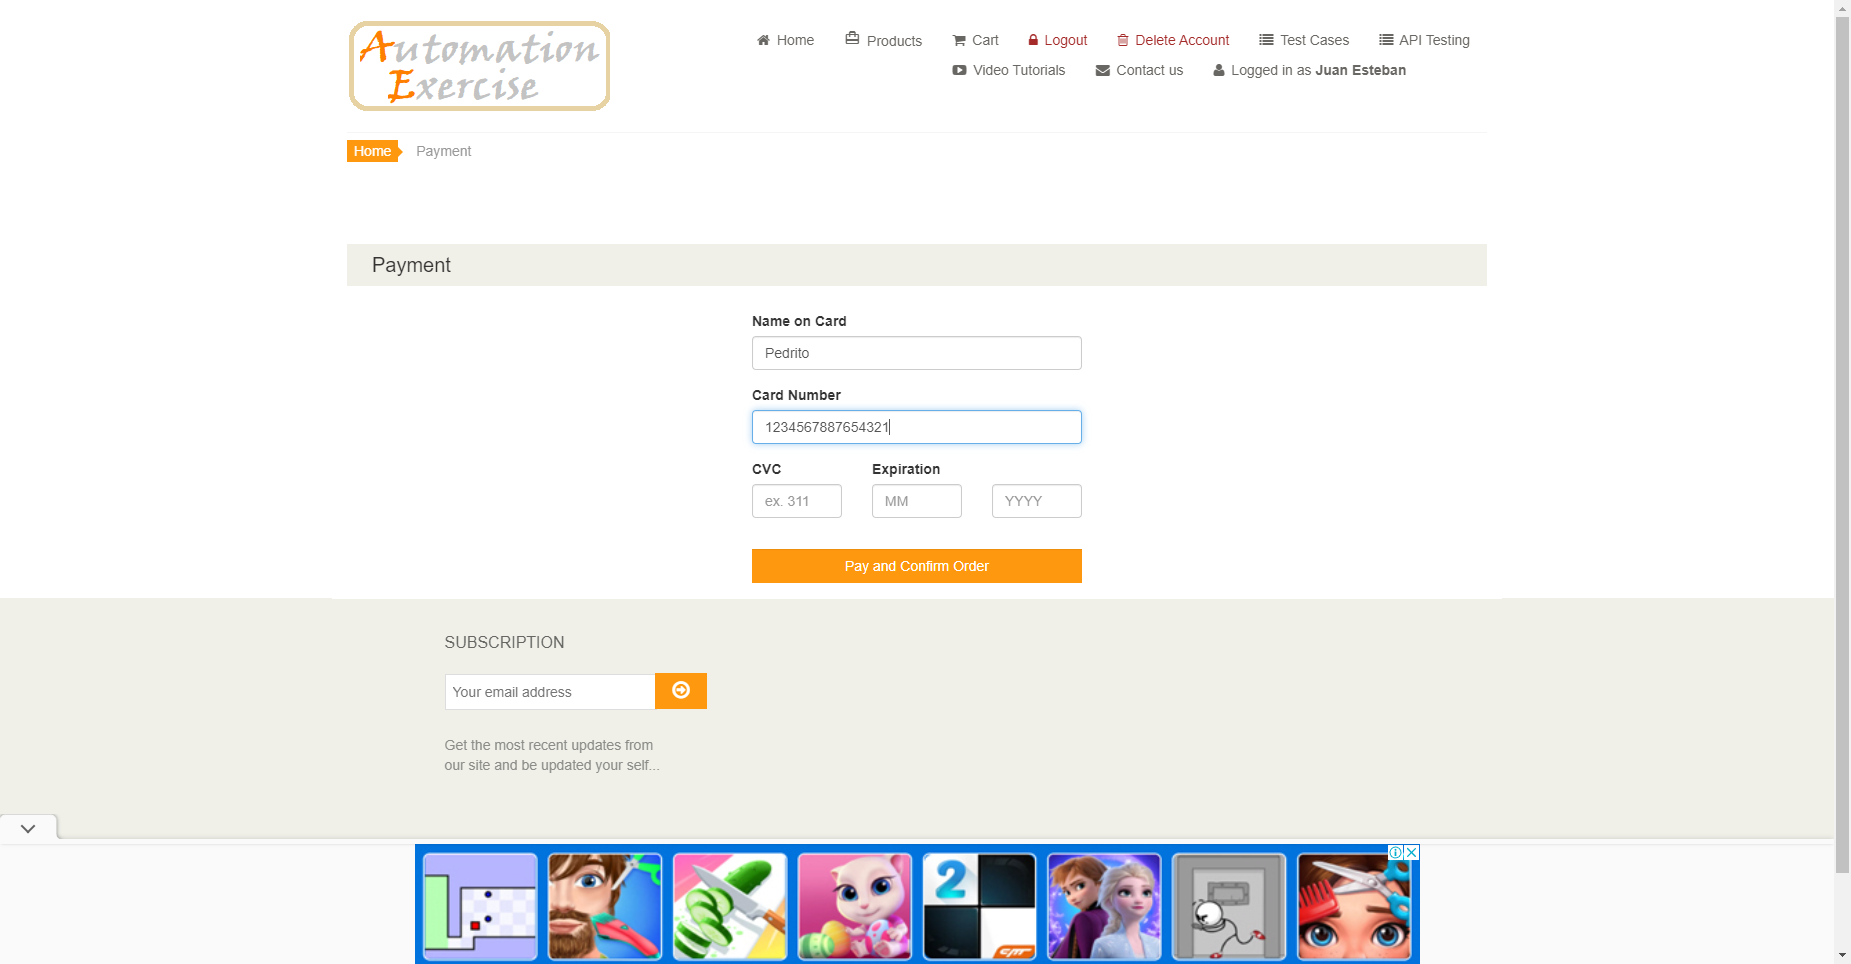 Automation
Exercise
Home
Products
Cart
Logout
Delete Account
Test Cases
API Testing
Video Tutorials
Contact us
Logged in as Juan Esteban
Home
Payment
Payment
Name on Card
Pedrito
Card Number
1234567887654321
CVC
Expiration
ex. 311
MM
YYYY
Pay and Confirm Order
SUBSCRIPTION
Your email address
Get the most recent updates from
our site and be updated your self...
2